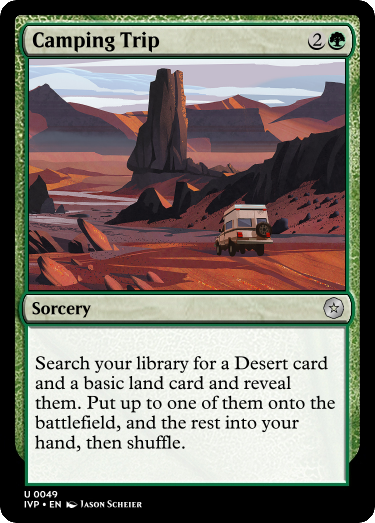 Camping Trip 2
Sorcery
Search your library for a Desert card
and a basic land card and reveal
them. Put up to one of them onto the
battlefield, and the rest into your
hand, then shuffle.
U 0049
IVP • EN Jason Scheier